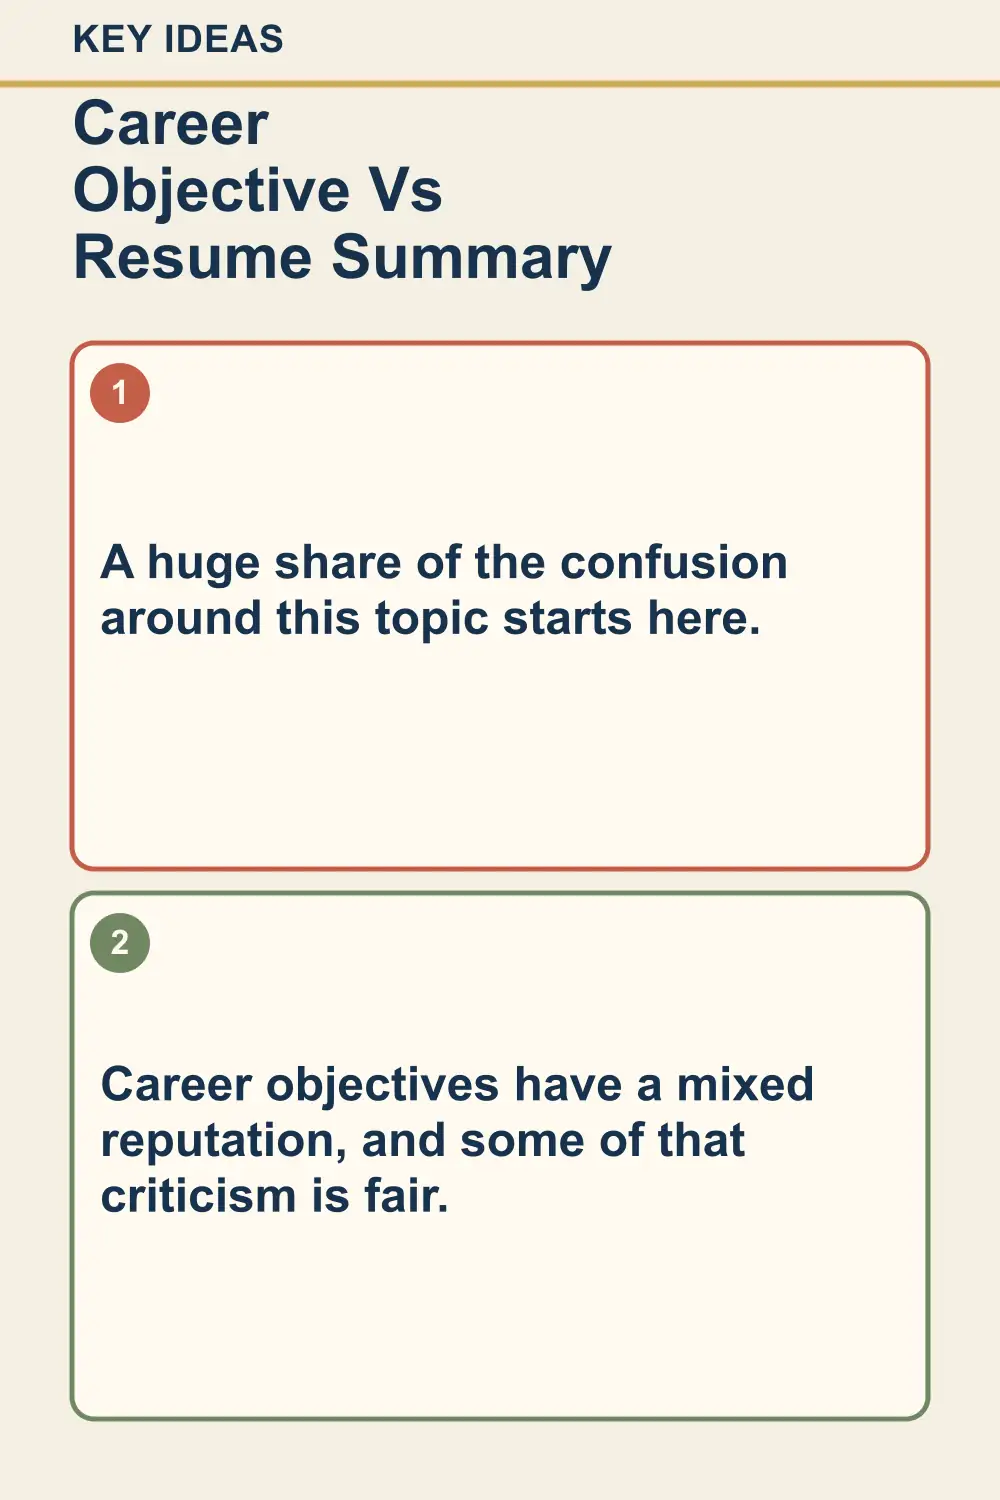 KEY IDEAS
Career
Objective Vs
Resume Summary
1
A huge share of the confusion
around this topic starts here.
2
Career objectives have a mixed
reputation, and some of that
criticism is fair.